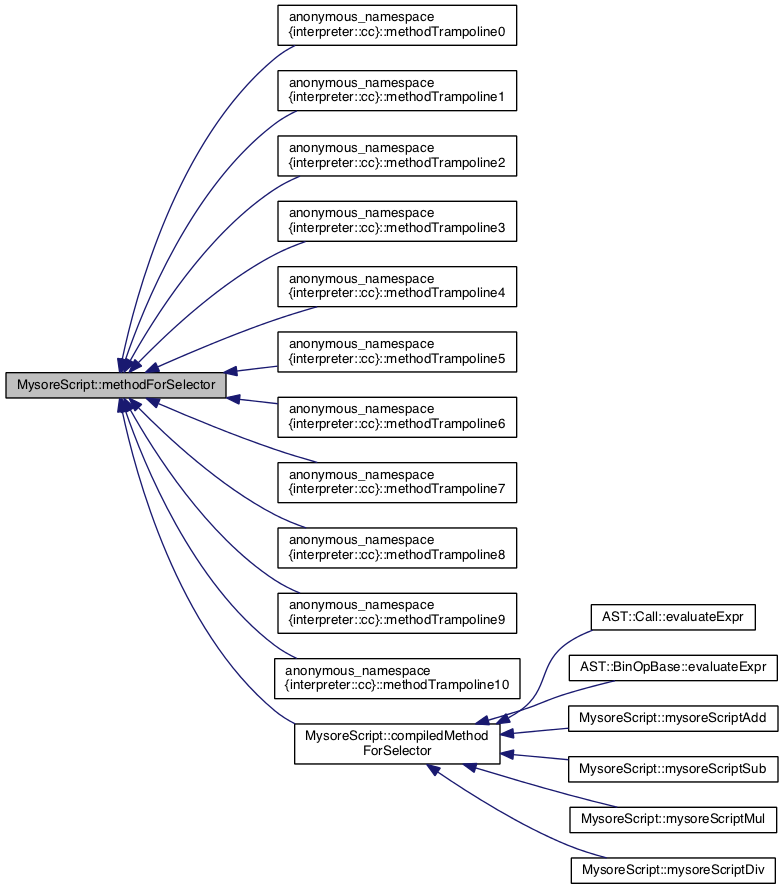 anonymous_namespace
{interpreter::cc}::methodTrampoline0
anonymous_namespace
{interpreter::cc}::methodTrampoline1
anonymous_namespace
{interpreter::cc}::methodTrampoline2
anonymous_namespace
{interpreter::cc}::methodTrampoline3
anonymous_namespace
{interpreter::cc}::methodTrampoline4
anonymous_namespace
{interpreter::cc}::methodTrampoline5
MysoreScript::methodForSelector
anonymous_namespace
{interpreter::cc}::methodTrampoline6
anonymous_namespace
{interpreter::cc}::methodTrampoline7
anonymous_namespace
{interpreter::cc}::methodTrampoline8
anonymous_namespace
{interpreter::cc}::methodTrampoline9
anonymous_namespace
{interpreter::cc}::methodTrampoline10
MysoreScript::compiledMethod
ForSelector
AST::Call::evaluateExpr
AST::BinOpBase::evaluateExpr
MysoreScript::mysoreScriptAdd
MysoreScript::mysoreScriptSub
MysoreScript::mysoreScriptMul
MysoreScript::mysoreScriptDiv